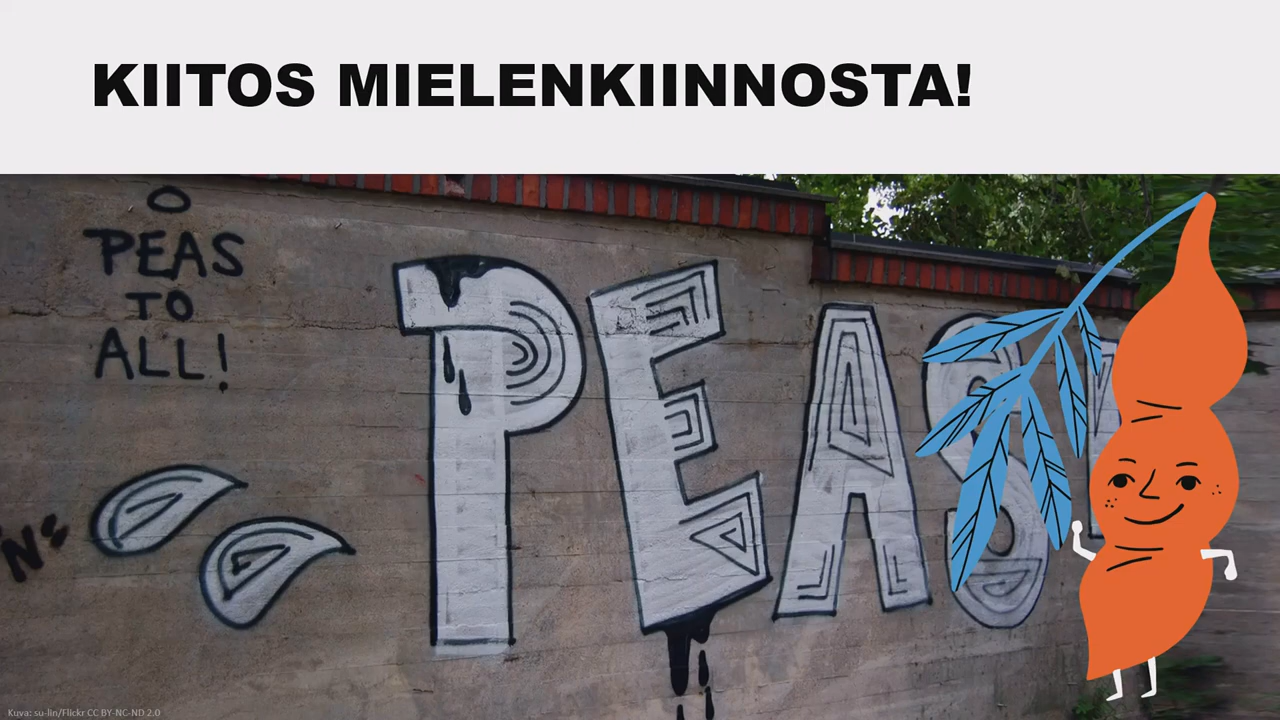 KIITOS MIELENKIINNOSTA!
PEAS
TO
ALL!
PEAS
Kuva: su-lin/Flickr CC BY-NC-ND 2.0